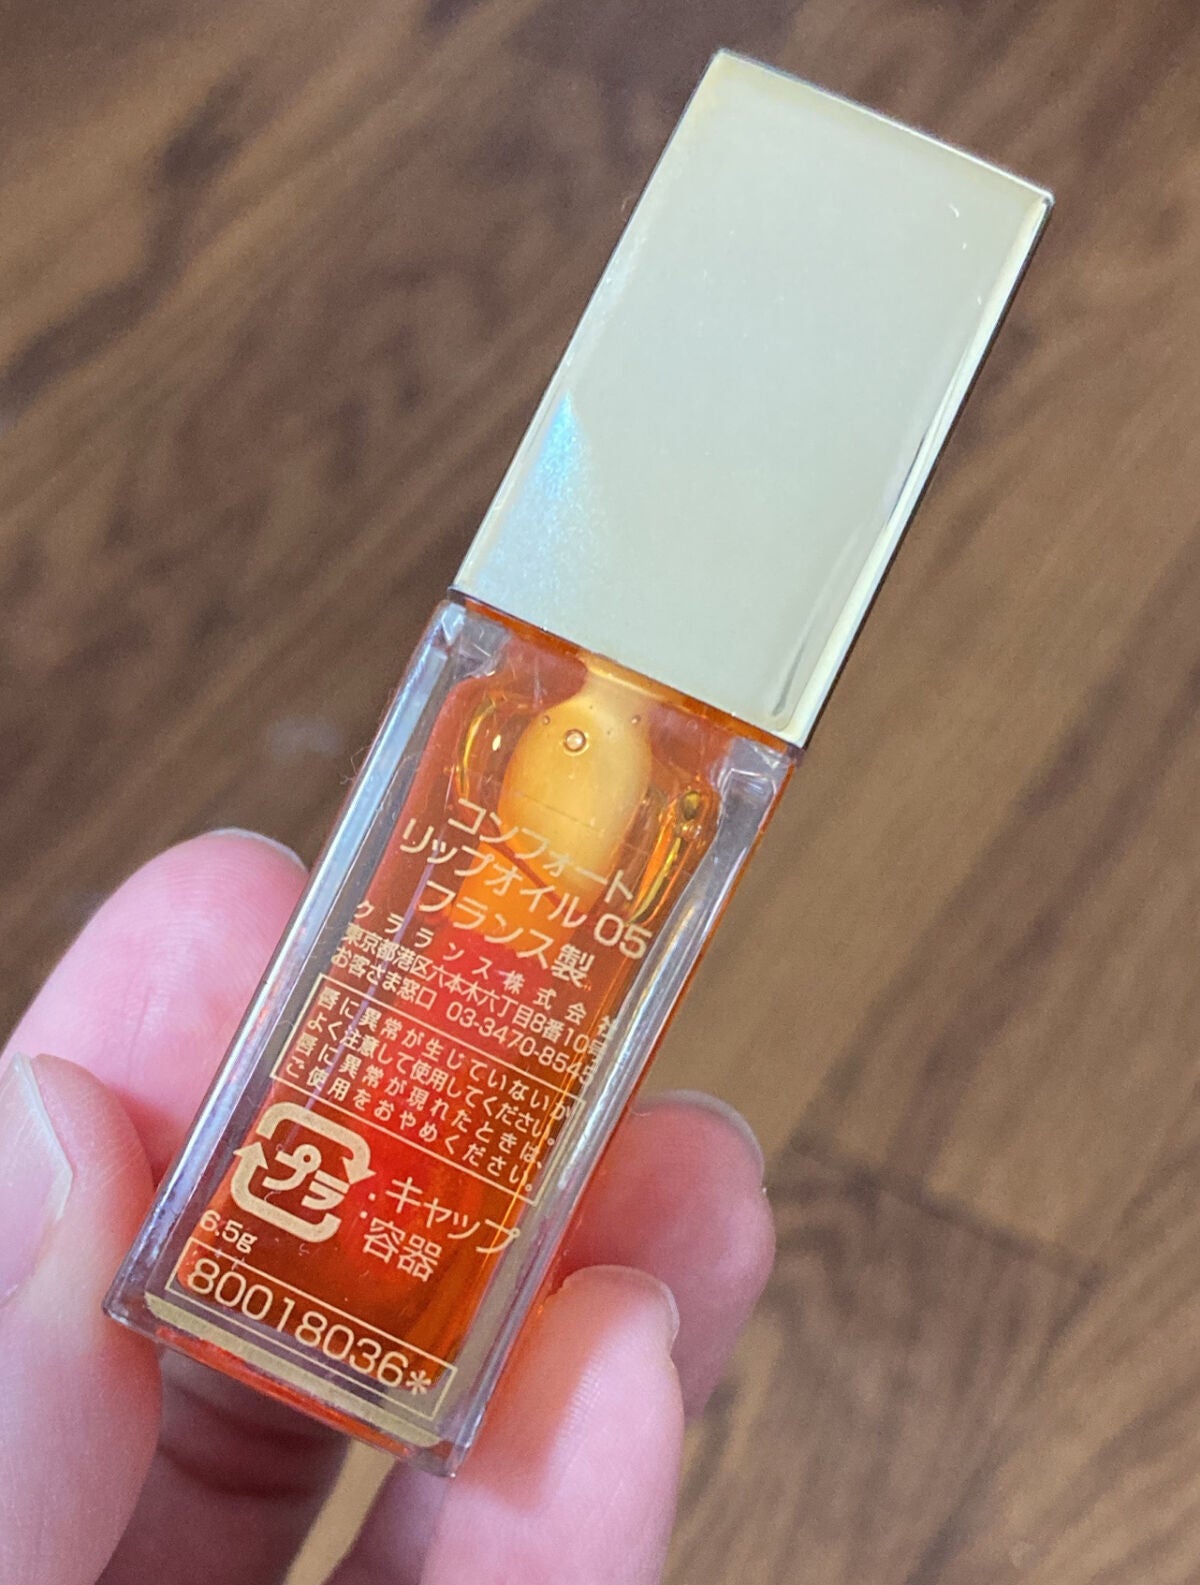 コンフォート
リップオイル 05
フランス製
クラランス株式会社
東京都港区六本木六丁目8番10号
お客さま窓口 03-3470-8545
唇に異常が生じていないか
よく注意して使用してください。
唇に異常が現れたときは、
ご使用をおやめください。
プラ
・キャップ
・容器
6.5g
80018036*